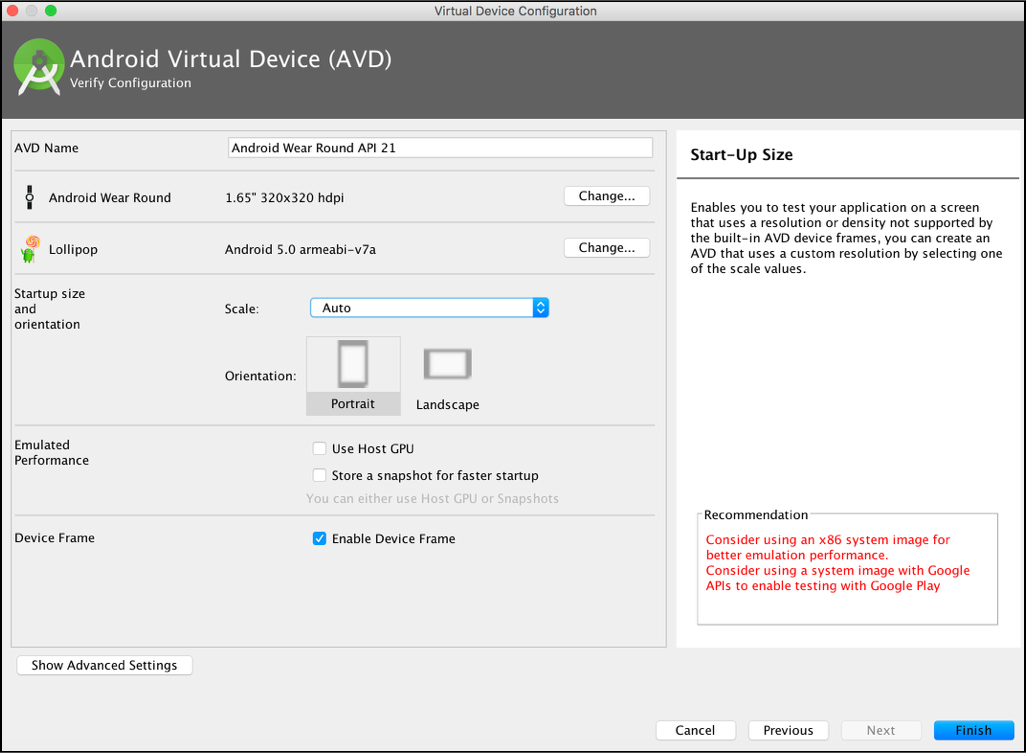 Virtual Device Configuration
Android Virtual Device (AVD)
Verify Configuration
AVD Name
Android Wear Round API 21
Android Wear Round
1.65" 320x320 hdpi
Change...
Lollipop
Android 5.0 armeabi-v7a
Change...
Startup size
and
orientation
Scale:
Auto
Orientation:
Portrait
Landscape
Emulated
Performance
Use Host GPU
Store a snapshot for faster startup
You can either use Host GPU or Snapshots
Device Frame
Enable Device Frame
Start-Up Size
Enables you to test your application on a screen
that uses a resolution or density not supported by
the built-in AVD device frames, you can create an
AVD that uses a custom resolution by selecting one
of the scale values.
Recommendation
Consider using an x86 system image for
better emulation performance.
Consider using a system image with Google
APIs to enable testing with Google Play
Show Advanced Settings
Cancel
Previous
Next
Finish